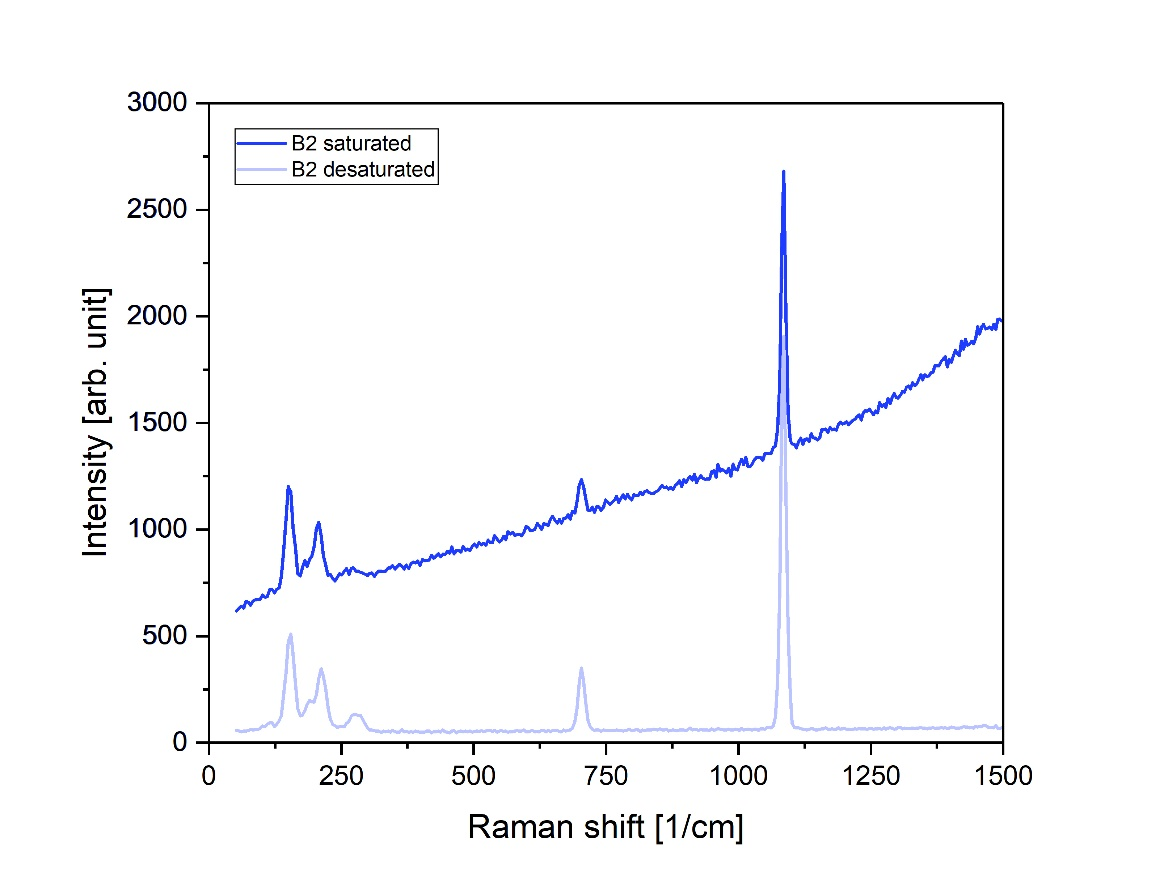 3000
2500
2000
1500
1000
500
0
B2 saturated
B2 desaturated
Intensity [arb. unit]
0 250 500 750 1000 1250 1500
Raman shift [1/cm]